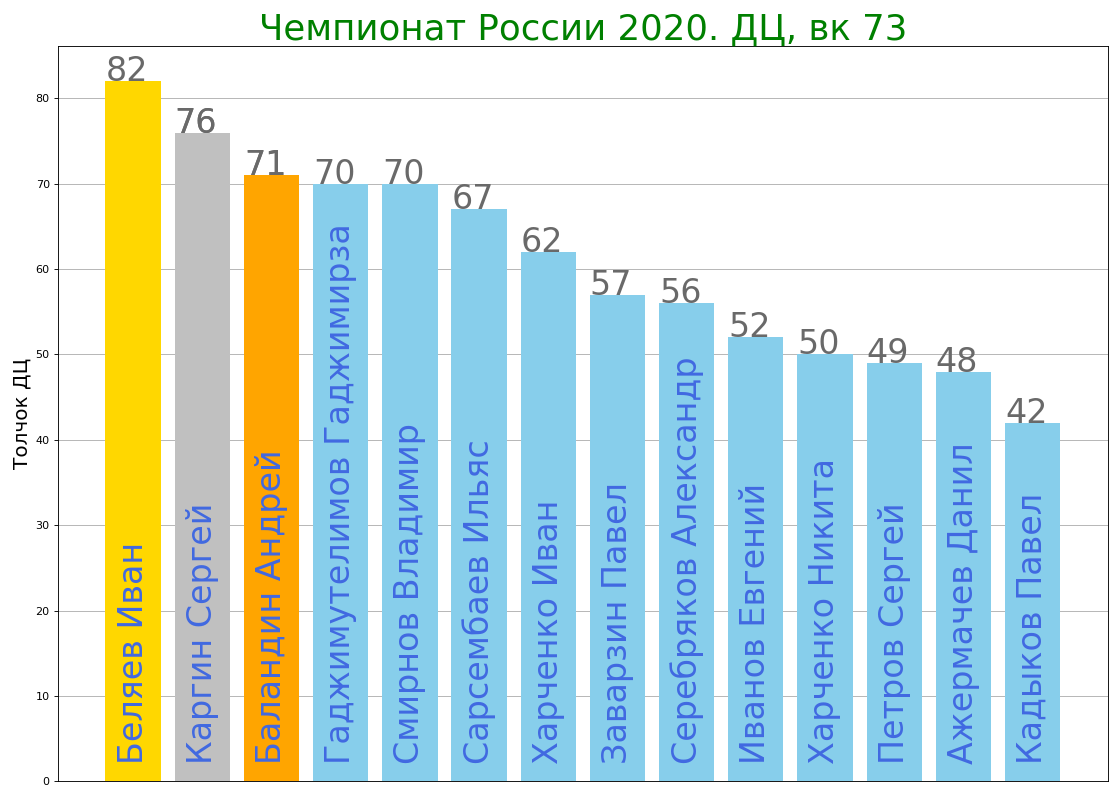 Чемпионат России 2020. ДЦ, вк 73
Толчок ДЦ
80
70
60
50
40
30
20
10
0
82
76
71
70
70
67
62
57
56
52
50
49
48
42
Беляев Иван
Каргин Сергей
Баландин Андрей
Гаджимутелимов Гаджимирза
Смирнов Владимир
Сарсембаев Ильяс
Харченко Иван
Заварзин Павел
Серебряков Александр
Иванов Евгений
Харченко Никита
Петров Сергей
Ажермачев Данил
Кадыков Павел